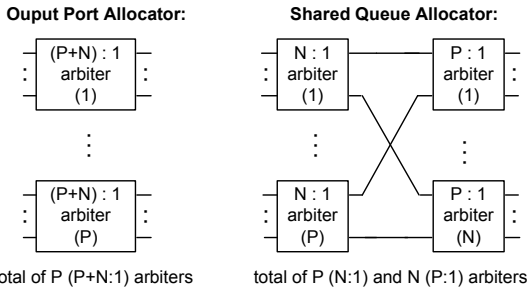 Ouput Port Allocator:
(P+N) : 1
arbiter
(1)
(P+N) : 1
arbiter
(P)
otal of P (P+N:1) arbiters
Shared Queue Allocator:
N : 1
arbiter
(1)
P : 1
arbiter
(1)
N : 1
arbiter
(P)
P : 1
arbiter
(N)
total of P (N:1) and N (P:1) arbiters